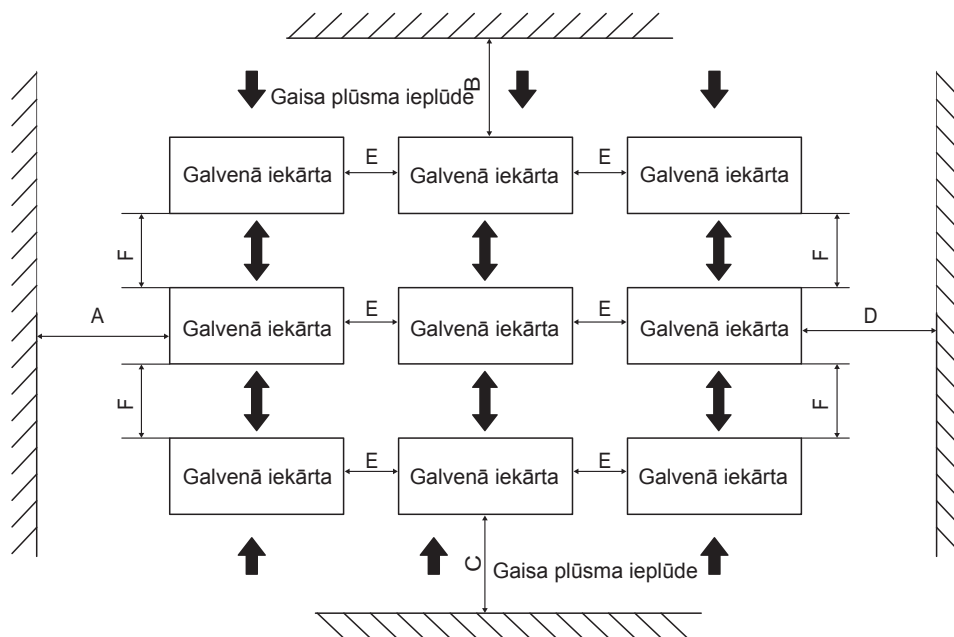 B
Gaisa plūsma ieplūde
E E
Galvenā iekārta Galvenā iekārta Galvenā iekārta
F F
A E E D
Galvenā iekārta Galvenā iekārta Galvenā iekārta
F F
E E
Galvenā iekārta Galvenā iekārta Galvenā iekārta
C
Gaisa plūsma ieplūde